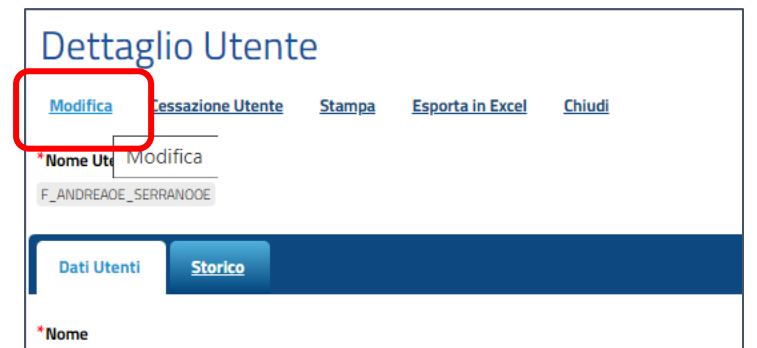 Dettaglio Utente
Modifica Cessazione Utente Stampa Esporta in Excel Chiudi
*Nome Ute
Modifica
F_ANDREAOE_SERRANOOE
Dati Utenti Storico
*Nome